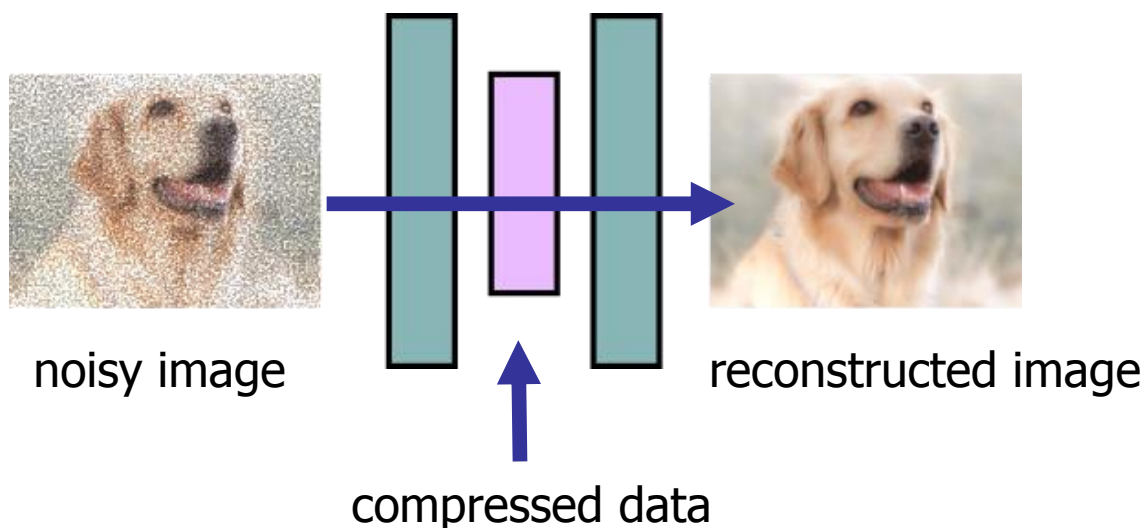 noisy image
reconstructed image
compressed data